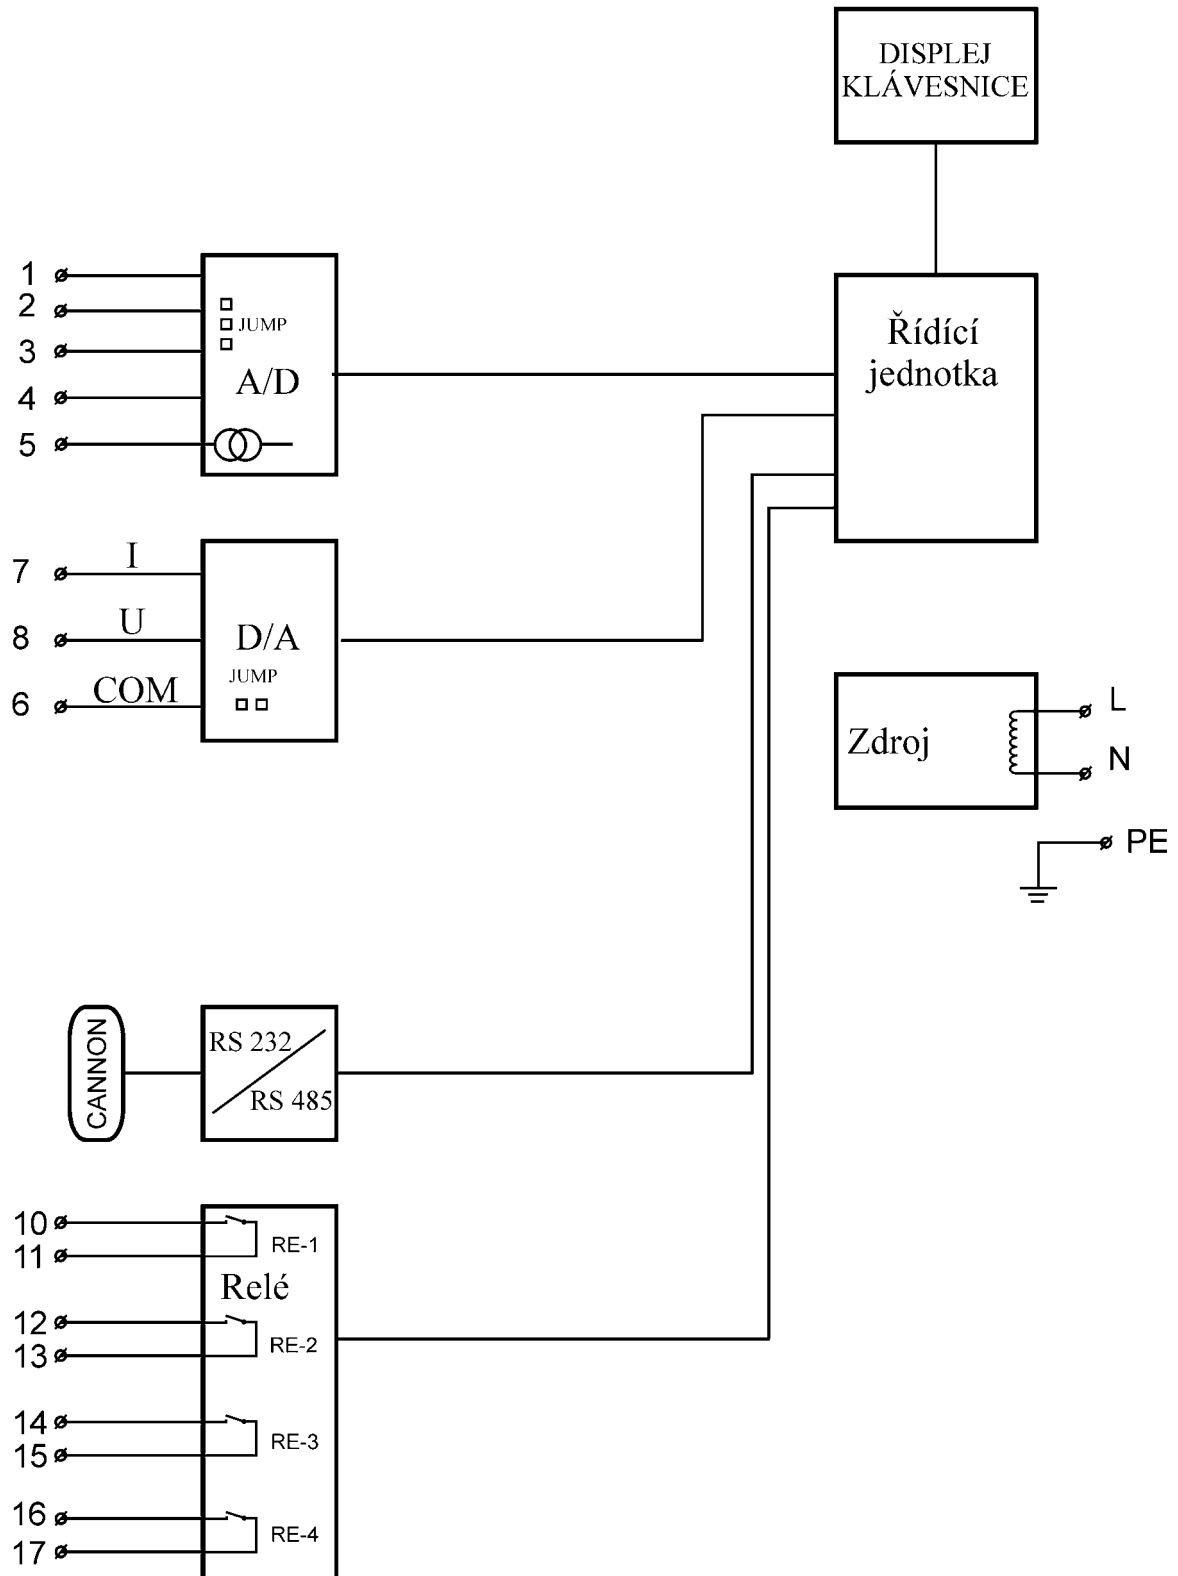 DISPLEJ
KLÁVESNICE
1
2
3
4
5
JUMP
A/D
Řídící
jednotka
7
I
8
U
6
COM
D/A
JUMP
Zdroj
L
N
PE
CANNON
RS 232
RS 485
10
11
RE-1
Relé
12
13
RE-2
14
15
RE-3
16
17
RE-4